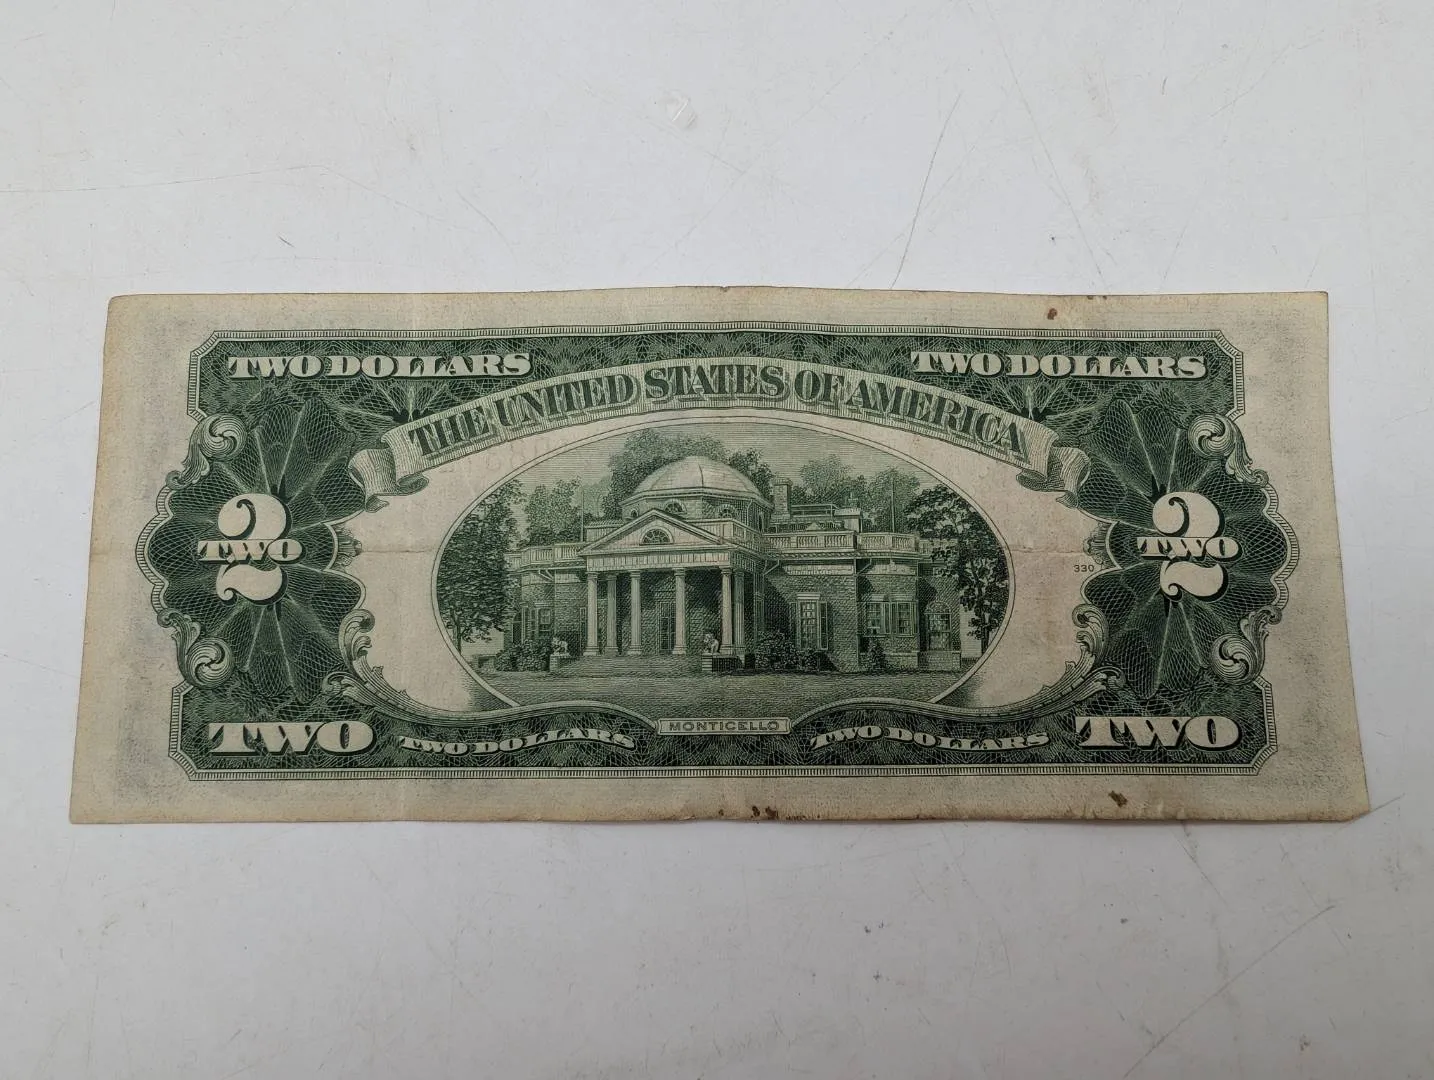 TWO DOLLARS
TWO DOLLARS
THE UNITED STATES OF AMERICA
2
TWO
2
TWO
330
MONTICELLO
TWO
TWO DOLLARS
TWO DOLLARS
TWO